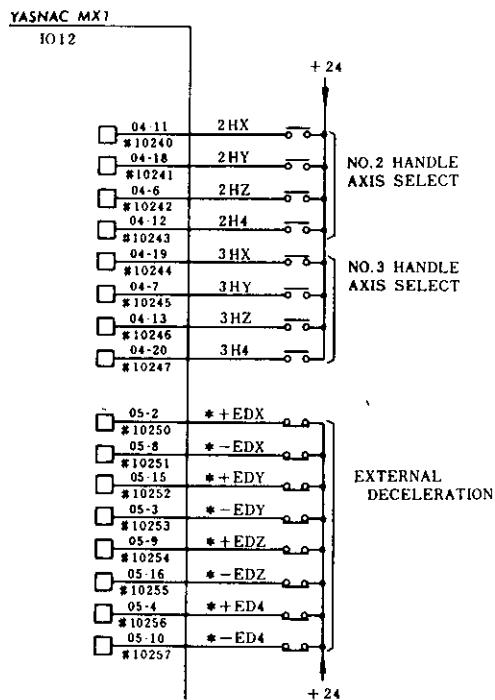 YASNAC MX1
IO12
+24
04-11 2HX
#10240
04-18 2HY
#10241
04-6 2HZ
#10242
04-12 2H4
#10243
NO.2 HANDLE
AXIS SELECT
04-19 3HX
#10244
04-7 3HY
#10245
04-13 3HZ
#10246
04-20 3H4
#10247
NO.3 HANDLE
AXIS SELECT
05-2 *+EDX
#10250
05-8 *-EDX
#10251
05-15 *+EDY
#10252
05-3 *-EDY
#10253
05-9 *+EDZ
#10254
05-16 *-EDZ
#10255
05-4 *+ED4
#10256
05-10 *-ED4
#10257
EXTERNAL
DECELERATION
+24